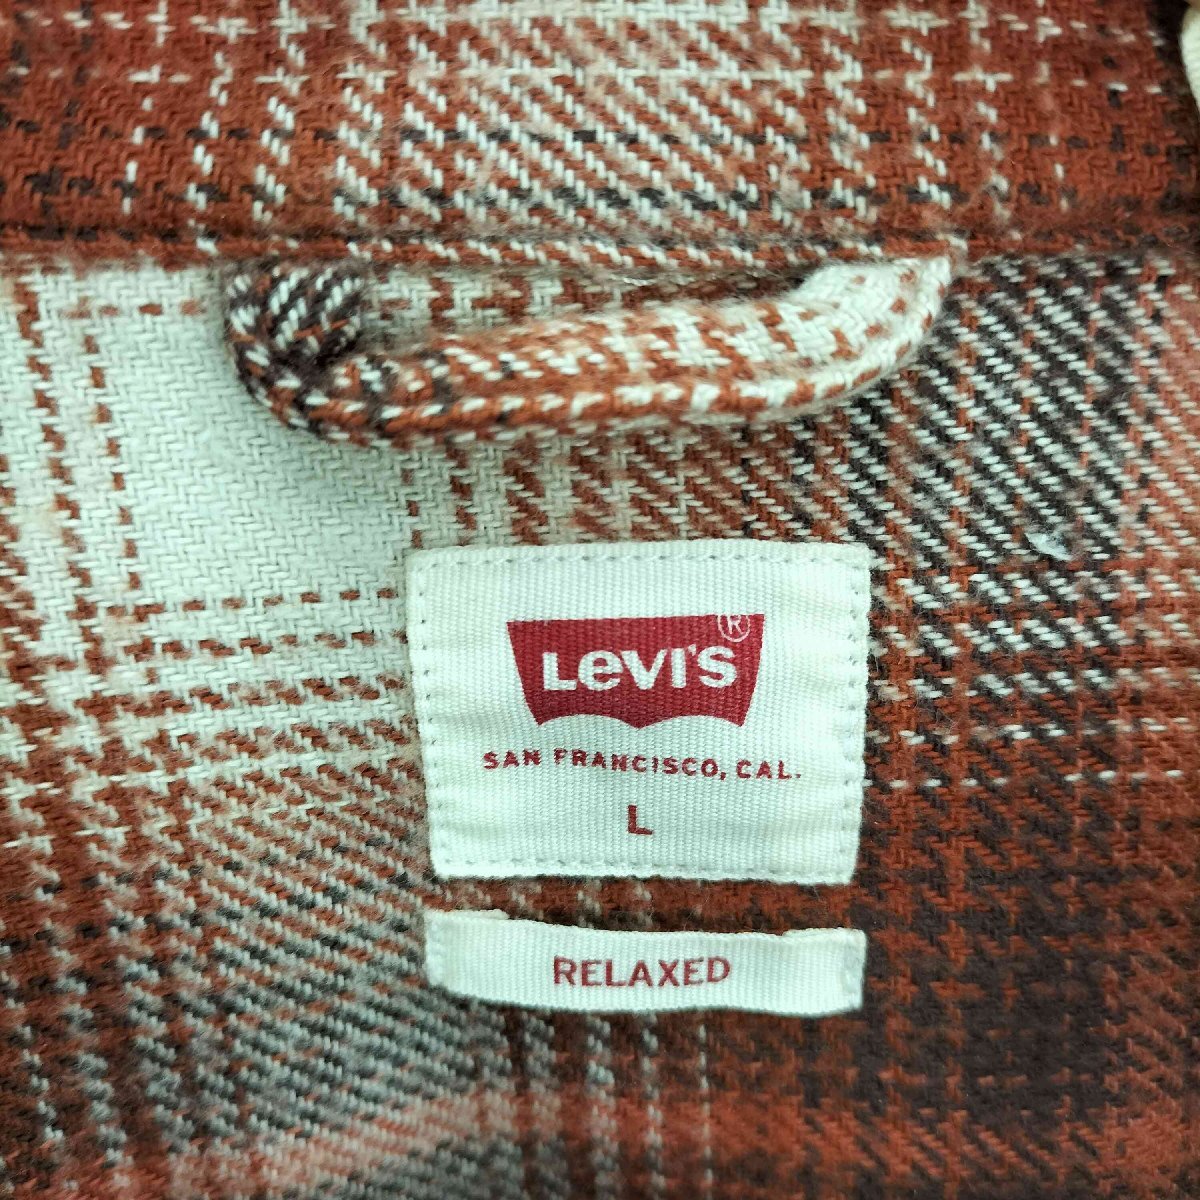 LEVI'S®
SAN FRANCISCO, CAL.
L
RELAXED